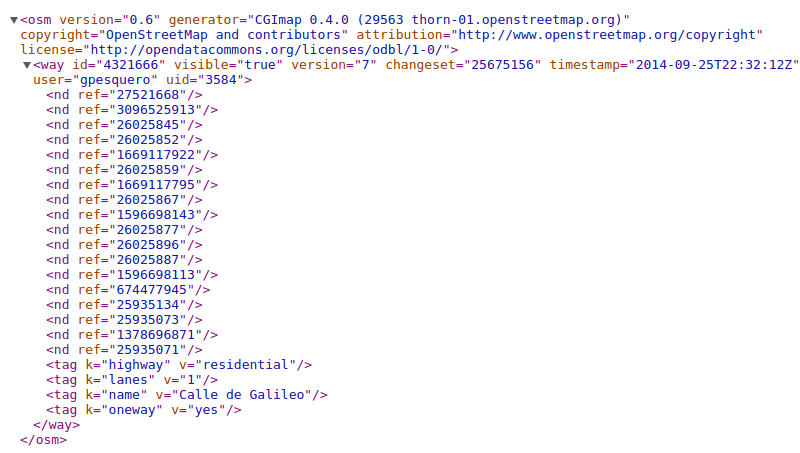 ▼<osm version="0.6" generator="CGImap 0.4.0 (29563 thorn-01.openstreetmap.org)"
copyright="OpenStreetMap and contributors" attribution="http://www.openstreetmap.org/copyright"
license="http://opendatacommons.org/licenses/odbl/1-0/">
▼<way id="4321666" visible="true" version="7" changeset="25675156" timestamp="2014-09-25T22:32:12Z"
user="gpesquero" uid="3584">
<nd ref="27521668"/>
<nd ref="3096525913"/>
<nd ref="26025845"/>
<nd ref="26025852"/>
<nd ref="1669117922"/>
<nd ref="26025859"/>
<nd ref="1669117795"/>
<nd ref="26025867"/>
<nd ref="1596698143"/>
<nd ref="26025877"/>
<nd ref="26025896"/>
<nd ref="26025887"/>
<nd ref="1596698113"/>
<nd ref="674477945"/>
<nd ref="25935134"/>
<nd ref="25935073"/>
<nd ref="1378696871"/>
<nd ref="25935071"/>
<tag k="highway" v="residential"/>
<tag k="lanes" v="1"/>
<tag k="name" v="Calle de Galileo"/>
<tag k="oneway" v="yes"/>
</way>
</osm>